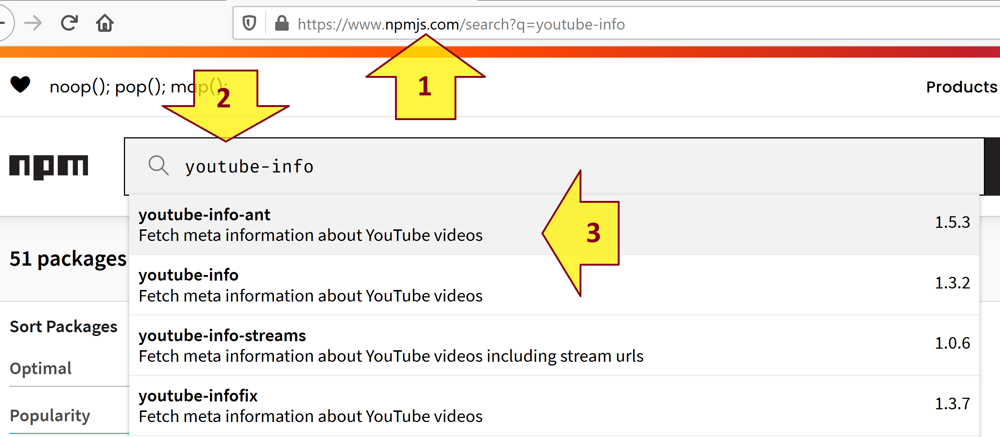 https://www.npmjs.com/search?q=youtube-info
1
noop(); pop(); map();
2
Products
npm
youtube-info
youtube-info-ant
Fetch meta information about YouTube videos
1.5.3
3
51 packages
youtube-info
Fetch meta information about YouTube videos
1.3.2
Sort Packages
youtube-info-streams
Fetch meta information about YouTube videos including stream urls
1.0.6
Optimal
youtube-infofix
Fetch meta information about YouTube videos
1.3.7
Popularity